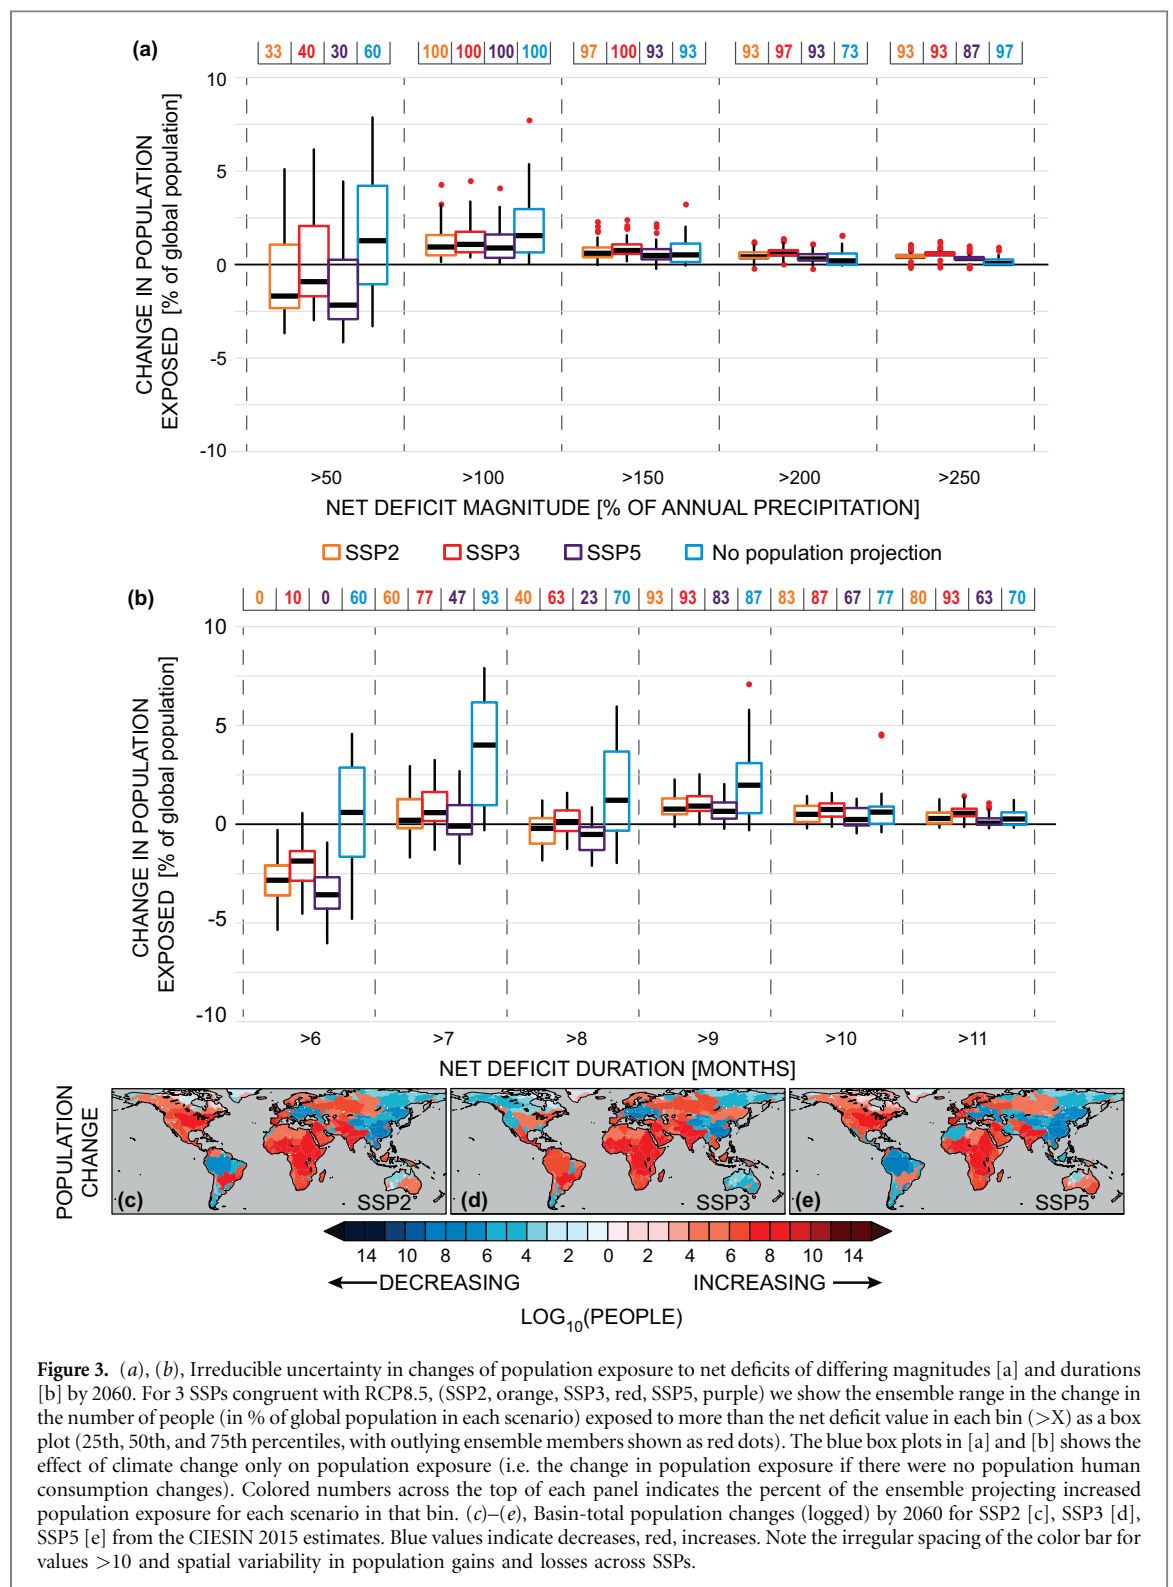 (a)
33 40 30 60 100 100 100 100 97 100 93 93 93 97 93 73 93 93 87 97
10
5
0
-5
-10
CHANGE IN POPULATION
EXPOSED [% of global population]
>50 >100 >150 >200 >250
NET DEFICIT MAGNITUDE [% OF ANNUAL PRECIPITATION]
SSP2 SSP3 SSP5 No population projection
(b)
0 10 0 60 60 77 47 93 40 63 23 70 93 93 83 87 83 87 67 77 80 93 63 70
10
5
0
-5
-10
CHANGE IN POPULATION
EXPOSED [% of global population]
>6 >7 >8 >9 >10 >11
NET DEFICIT DURATION [MONTHS]
POPULATION
CHANGE
(c) SSP2 (d) SSP3 (e) SSP5
14 10 8 6 4 2 0 2 4 6 8 10 14
DECREASING INCREASING
LOG10(PEOPLE)
Figure 3. (a), (b), Irreducible uncertainty in changes of population exposure to net deficits of differing magnitudes [a] and durations
[b] by 2060. For 3 SSPs congruent with RCP8.5, (SSP2, orange, SSP3, red, SSP5, purple) we show the ensemble range in the change in
the number of people (in % of global population in each scenario) exposed to more than the net deficit value in each bin (>X) as a box
plot (25th, 50th, and 75th percentiles, with outlying ensemble members shown as red dots). The blue box plots in [a] and [b] shows the
effect of climate change only on population exposure (i.e. the change in population exposure if there were no population human
consumption changes). Colored numbers across the top of each panel indicates the percent of the ensemble projecting increased
population exposure for each scenario in that bin. (c)–(e), Basin-total population changes (logged) by 2060 for SSP2 [c], SSP3 [d],
SSP5 [e] from the CIESIN 2015 estimates. Blue values indicate decreases, red, increases. Note the irregular spacing of the color bar for
values >10 and spatial variability in population gains and losses across SSPs.